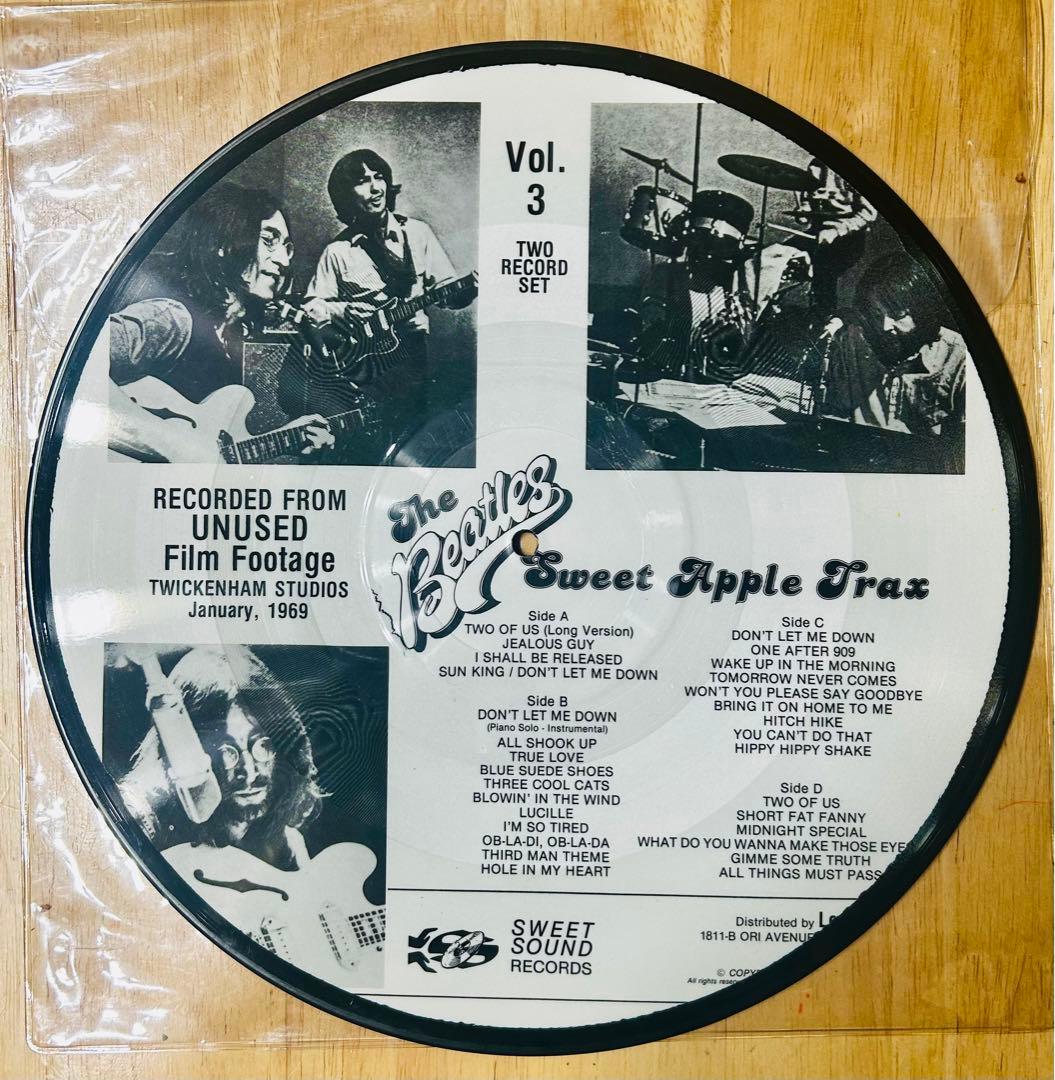 Vol.
3
TWO
RECORD
SET
RECORDED FROM
UNUSED
Film Footage
TWICKENHAM STUDIOS
January, 1969
The
Beatles
Sweet Apple Trax
Side A
TWO OF US (Long Version)
JEALOUS GUY
I SHALL BE RELEASED
SUN KING / DON'T LET ME DOWN
Side B
DON'T LET ME DOWN
(Piano Solo - Instrumental)
ALL SHOOK UP
TRUE LOVE
BLUE SUEDE SHOES
THREE COOL CATS
BLOWIN' IN THE WIND
LUCILLE
I'M SO TIRED
OB-LA-DI, OB-LA-DA
THIRD MAN THEME
HOLE IN MY HEART
Side C
DON'T LET ME DOWN
ONE AFTER 909
WAKE UP IN THE MORNING
TOMORROW NEVER COMES
WON'T YOU PLEASE SAY GOODBYE
BRING IT ON HOME TO ME
HITCH HIKE
YOU CAN'T DO THAT
HIPPY HIPPY SHAKE
Side D
TWO OF US
SHORT FAT FANNY
MIDNIGHT SPECIAL
WHAT DO YOU WANNA MAKE THOSE EYE
GIMME SOME TRUTH
ALL THINGS MUST PASS
SWEET
SOUND
RECORDS
Distributed by
1811-B ORI AVENUE
©
All rights